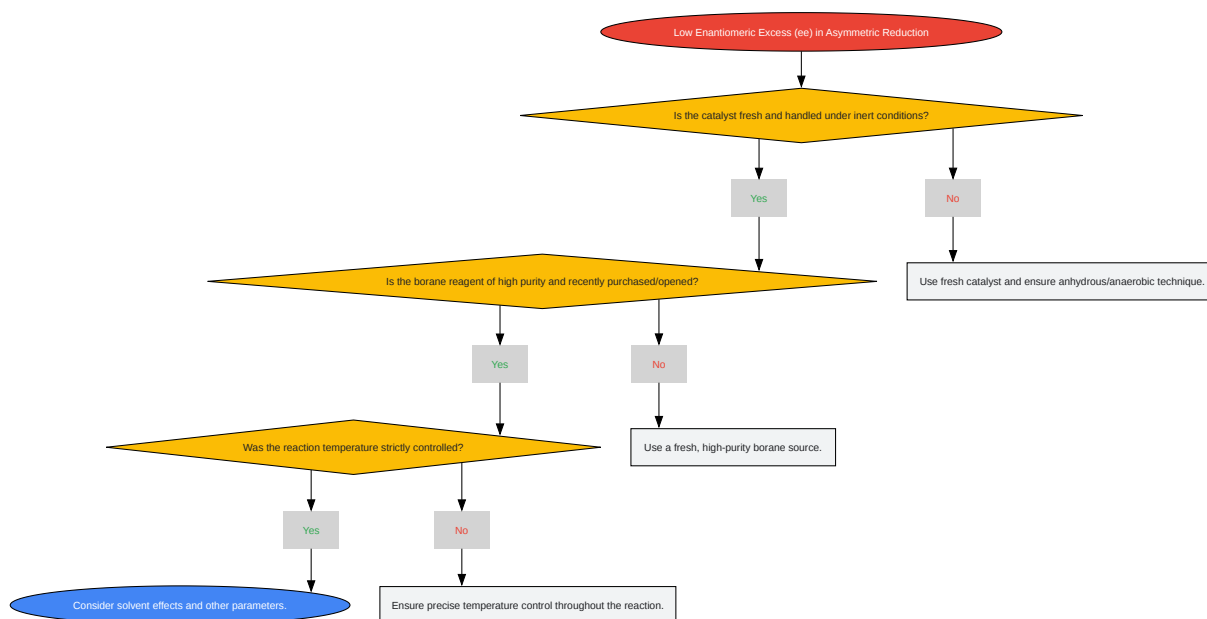 Low Enantiomeric Excess (ee) in Asymmetric Reduction
Is the catalyst fresh and handled under inert conditions?
Yes
No
Is the borane reagent of high purity and recently purchased/opened?
Use fresh catalyst and ensure anhydrous/anaerobic technique.
Yes
No
Was the reaction temperature strictly controlled?
Use a fresh, high-purity borane source.
Yes
No
Consider solvent effects and other parameters.
Ensure precise temperature control throughout the reaction.